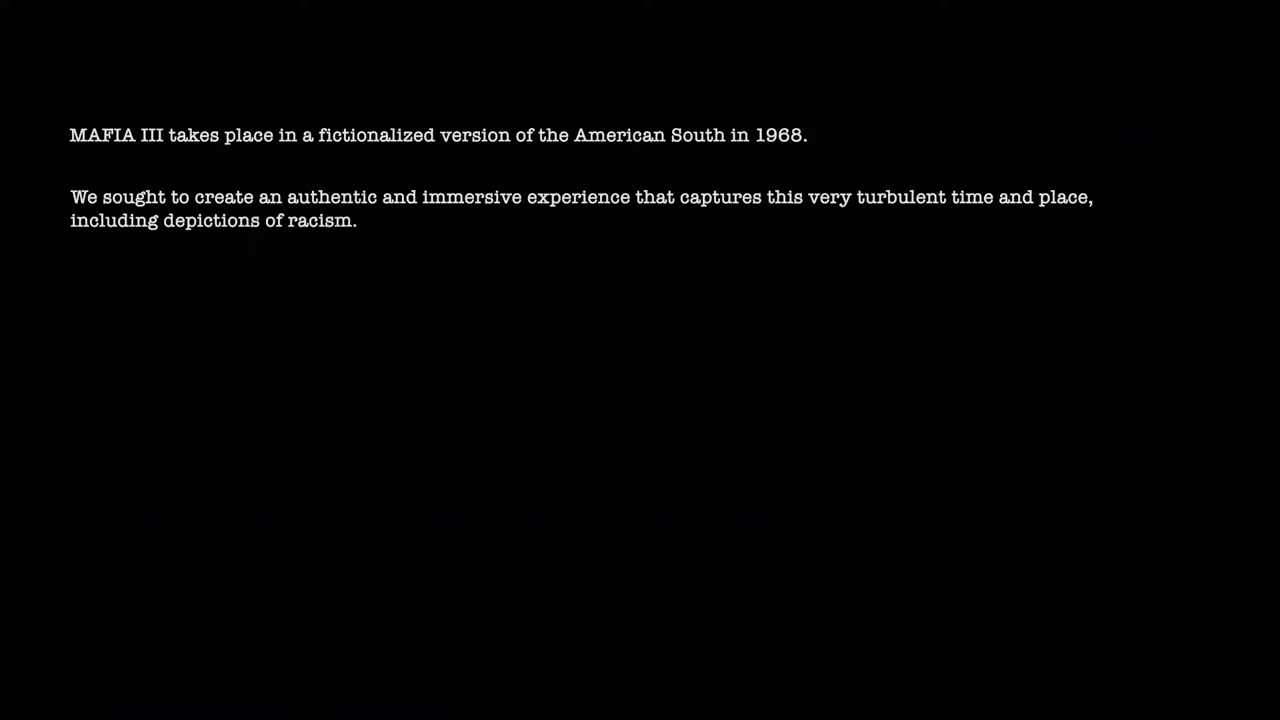 MAFIA III takes place in a fictionalized version of the American South in 1968.
We sought to create an authentic and immersive experience that captures this very turbulent time and place,
including depictions of racism.